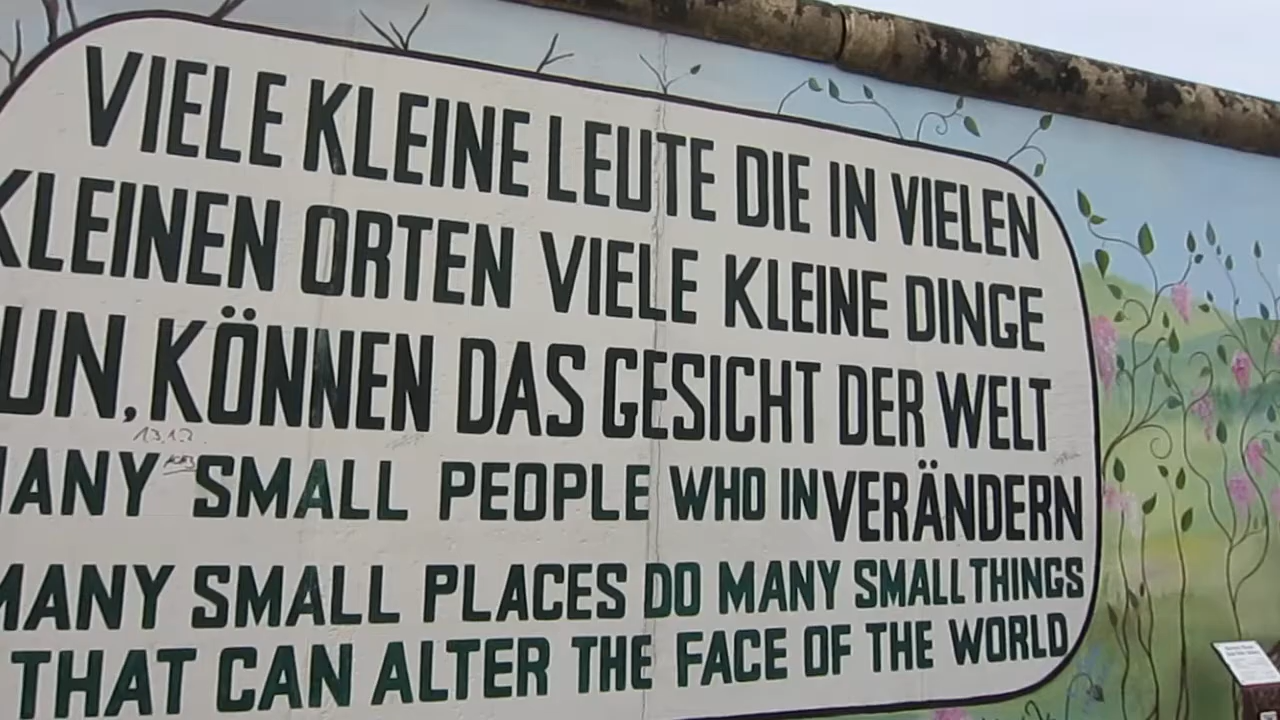 VIELE KLEINE LEUTE DIE IN VIELEN
KLEINEN ORTEN VIELE KLEINE DINGE
UN, KÖNNEN DAS GESICHT DER WELT
VERÄNDERN
MANY SMALL PEOPLE WHO IN
MANY SMALL PLACES DO MANY SMALL THINGS
THAT CAN ALTER THE FACE OF THE WORLD